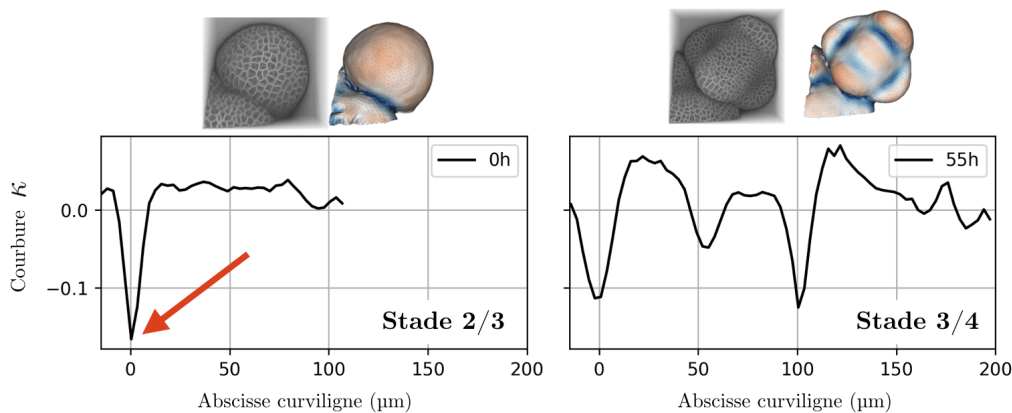 0h
55h
Courbure κ
0.0
−0.1
Stade 2/3
Stade 3/4
0
50
100
150
200
0
50
100
150
200
Abscisse curviligne (µm)
Abscisse curviligne (µm)